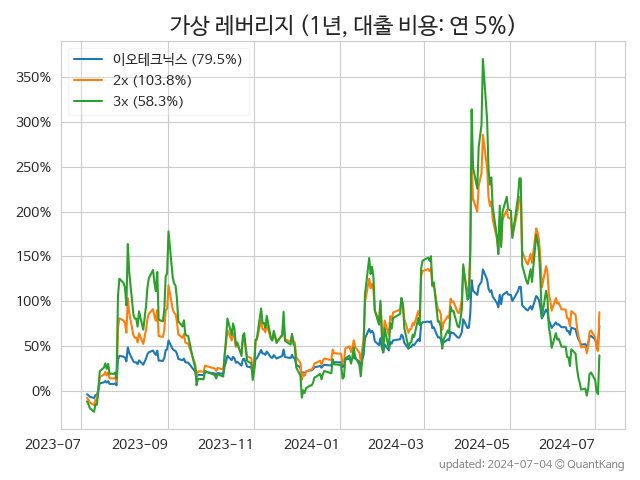 가상 레버리지 (1년, 대출 비용: 연 5%)
이오테크닉스 (79.5%)
2x (103.8%)
3x (58.3%)
350%
300%
250%
200%
150%
100%
50%
0%
2023-07 2023-09 2023-11 2024-01 2024-03 2024-05 2024-07
updated: 2024-07-04 © QuantKang